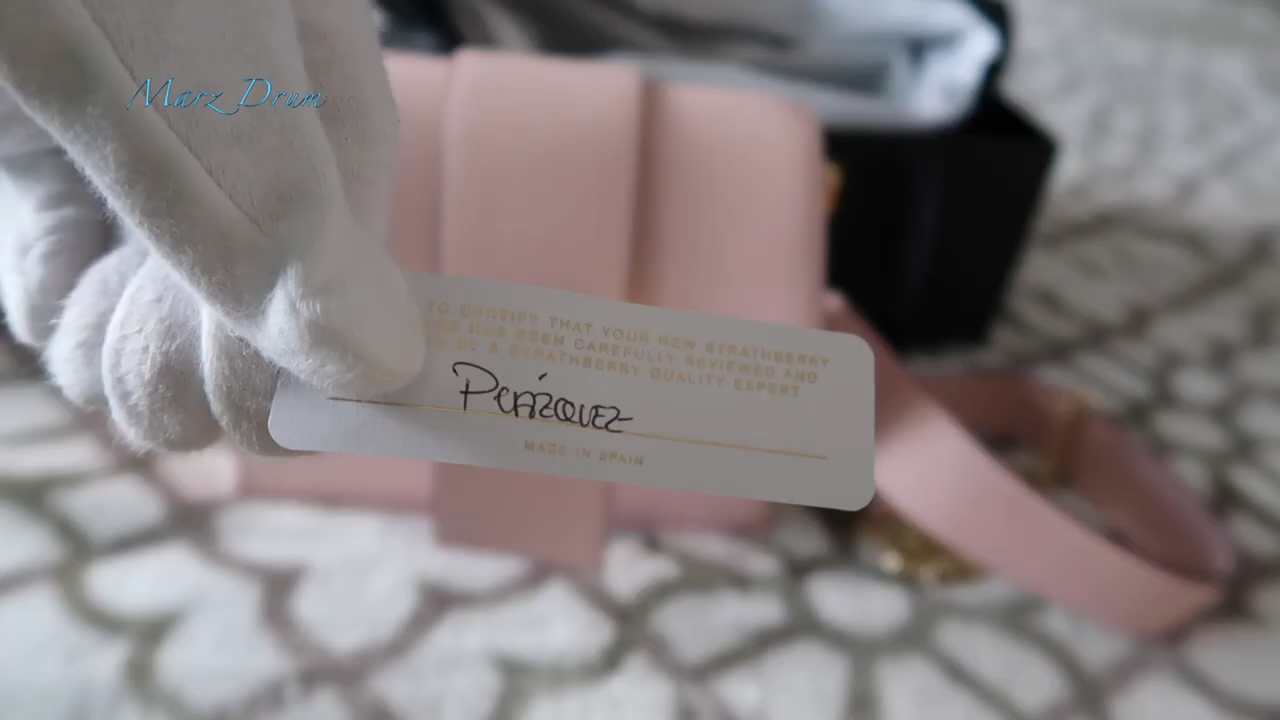 Marz Drum
TO CERTIFY THAT YOUR NEW STRATHBERRY
HAS BEEN CAREFULLY REVIEWED AND
A STRATHBERRY QUALITY EXPERT
MADE IN SPAIN